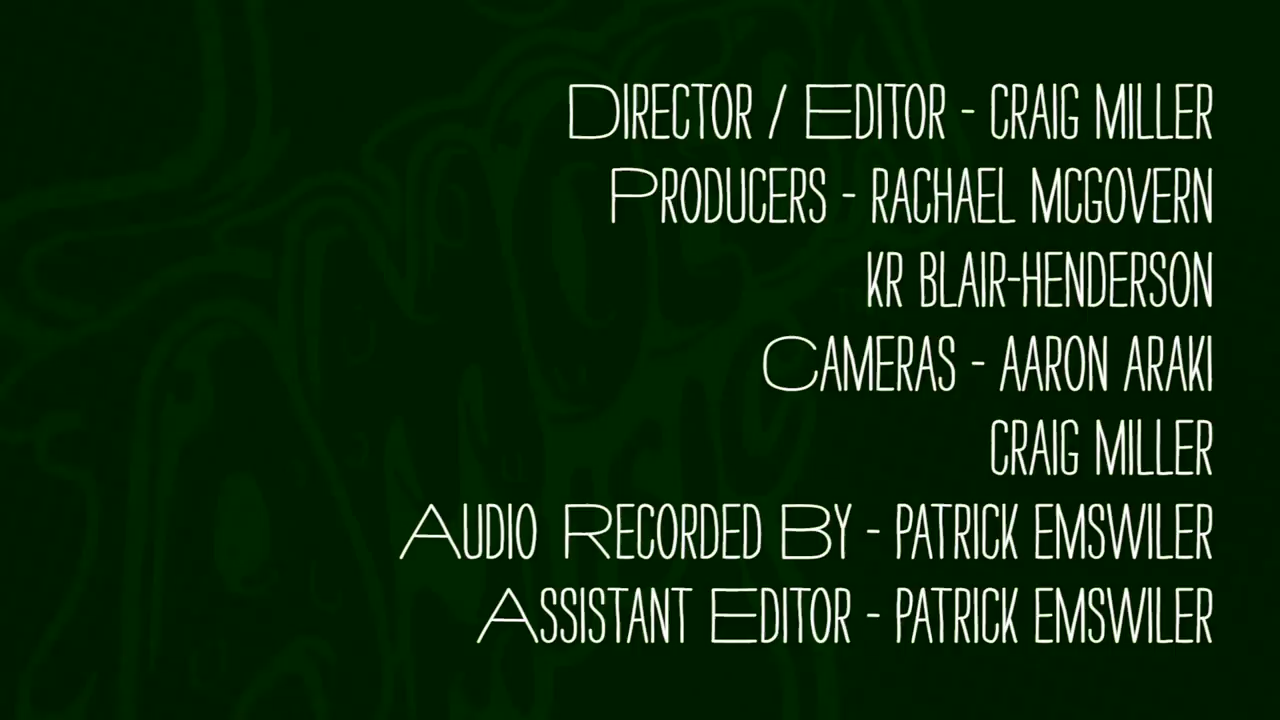 Director / Editor - CRAIG MILLER
Producers - RACHAEL MCGOVERN
KR BLAIR-HENDERSON
Cameras - AARON ARAKI
CRAIG MILLER
Audio Recorded By - PATRICK EMSWILER
Assistant Editor - PATRICK EMSWILER